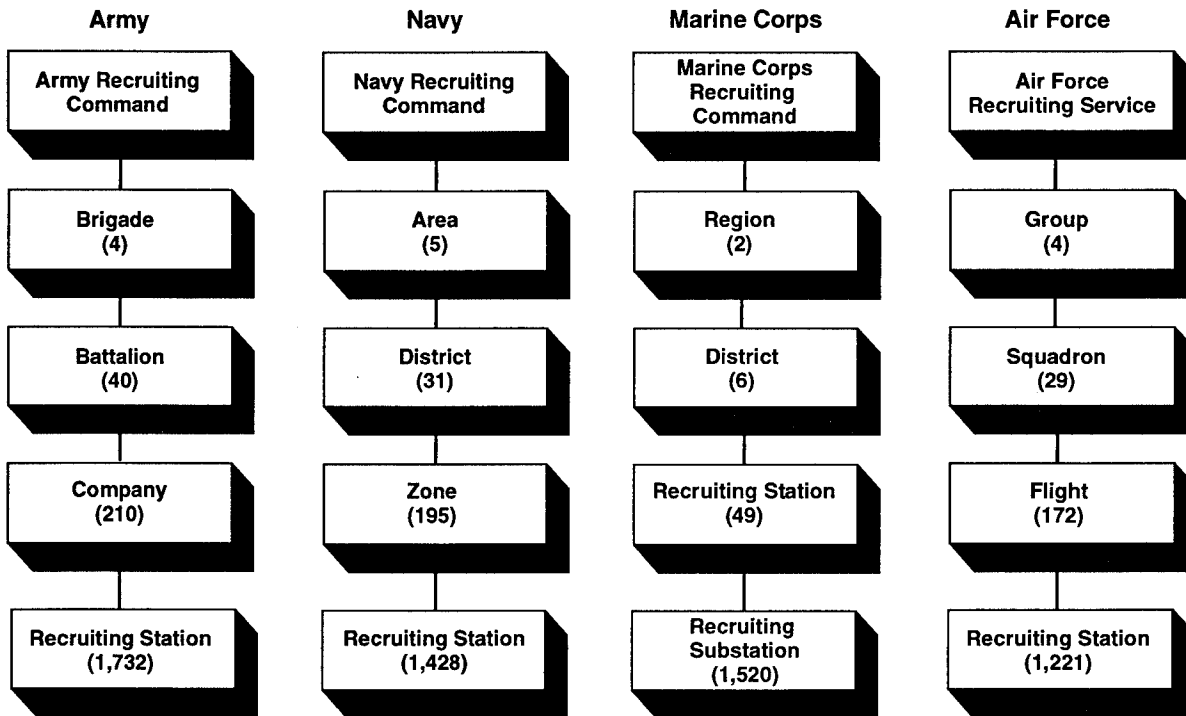 Army
Navy
Marine Corps
Air Force
Army Recruiting
Command
Navy Recruiting
Command
Marine Corps
Recruiting
Command
Air Force
Recruiting Service
Brigade
(4)
Area
(5)
Region
(2)
Group
(4)
Battalion
(40)
District
(31)
District
(6)
Squadron
(29)
Company
(210)
Zone
(195)
Recruiting Station
(49)
Flight
(172)
Recruiting Station
(1,732)
Recruiting Station
(1,428)
Recruiting
Substation
(1,520)
Recruiting Station
(1,221)